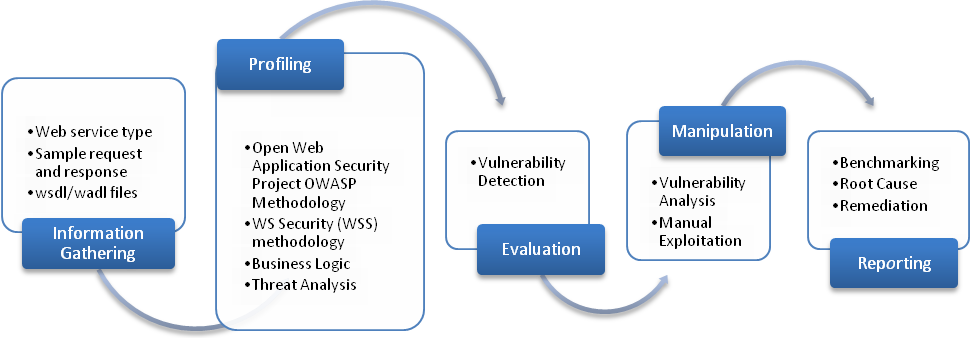 • Web service type
• Sample request
and response
• wsdl/wadl files
Information
Gathering
Profiling
• Open Web
Application Security
Project OWASP
Methodology
• WS Security (WSS)
methodology
• Business Logic
• Threat Analysis
• Vulnerability
Detection
Evaluation
Manipulation
• Vulnerability
Analysis
• Manual
Exploitation
• Benchmarking
• Root Cause
• Remediation
Reporting